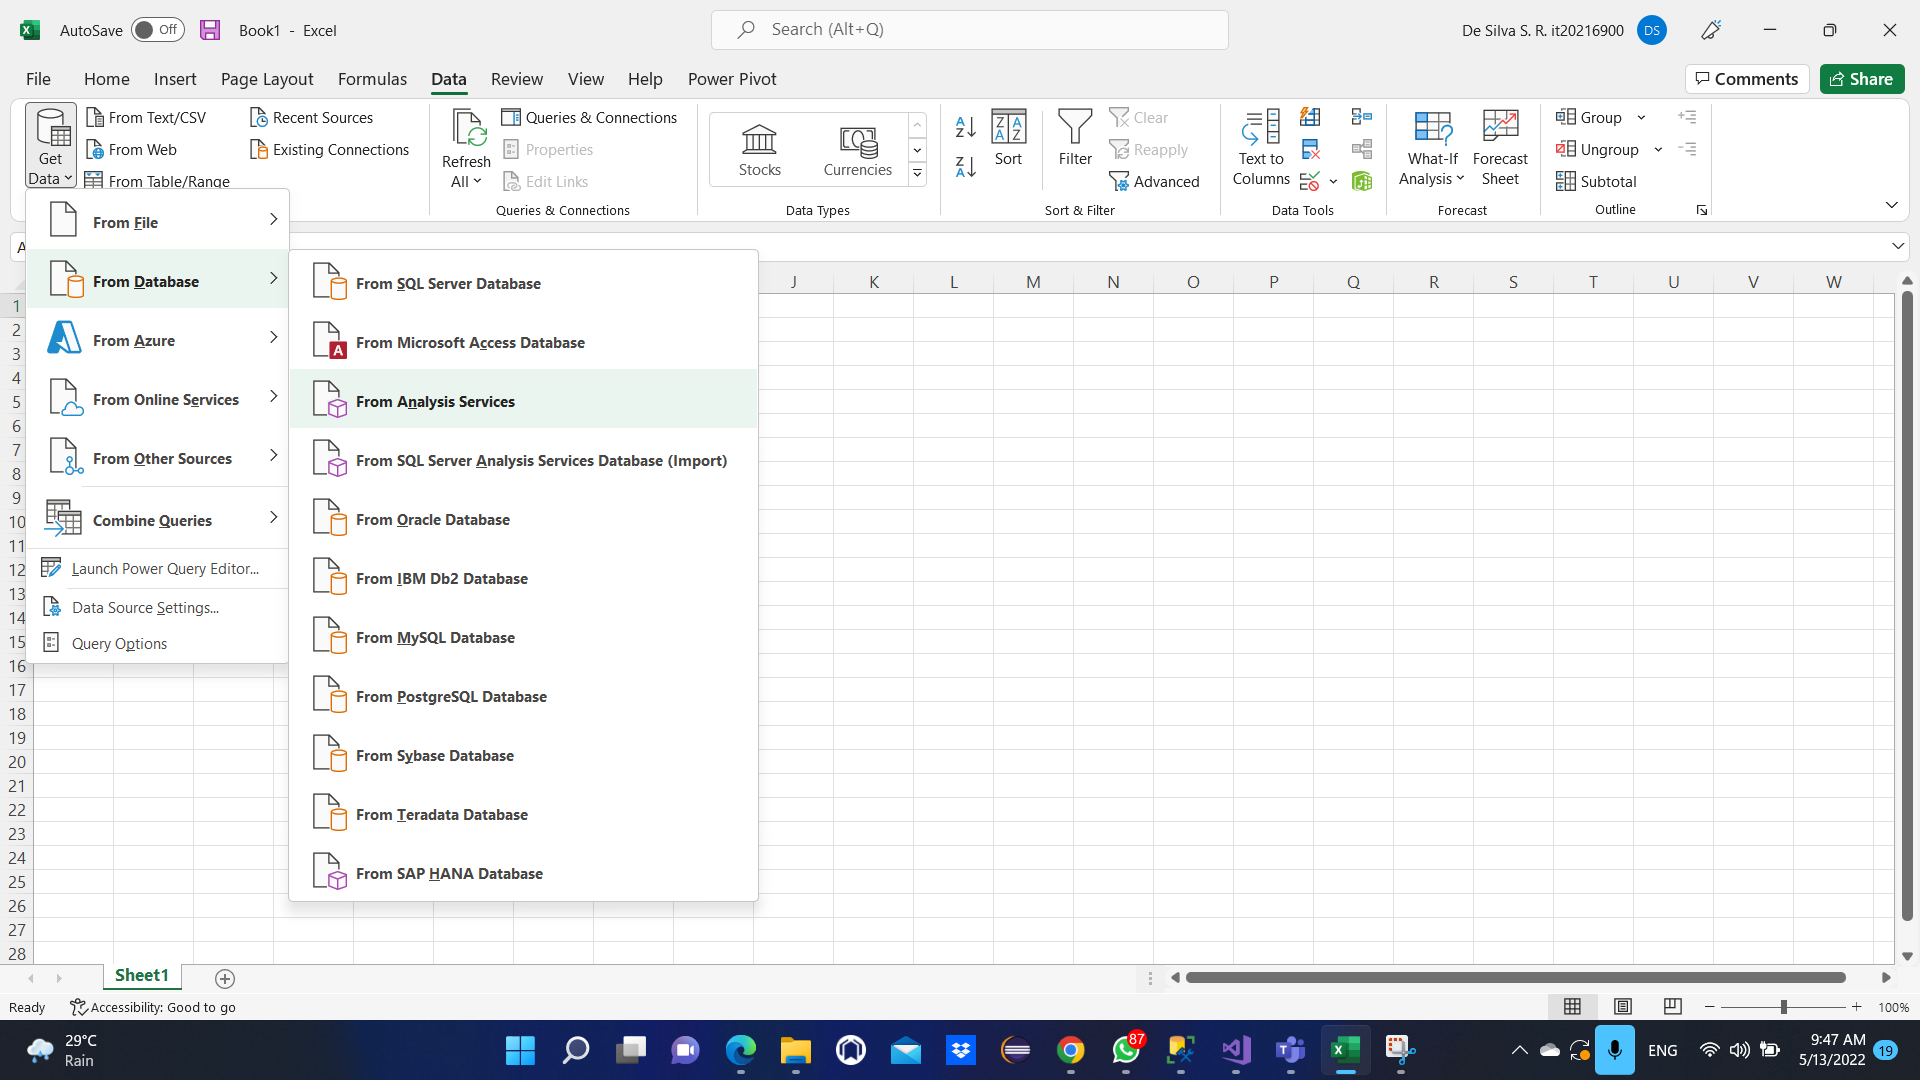 AutoSave Off Book1 - Excel Search (Alt+Q) De Silva S. R. it20216900 DS
File Home Insert Page Layout Formulas Data Review View Help Power Pivot Comments Share
Get Data
From Text/CSV
From Web
From Table/Range
Recent Sources
Existing Connections
Refresh All
Queries & Connections
Properties
Edit Links
Queries & Connections
Stocks
Currencies
Data Types
A Z
Z A
Z A A Z
Sort
Filter
Clear
Reapply
Advanced
Sort & Filter
Text to Columns
Data Tools
What-If Analysis
Forecast Sheet
Forecast
Group
Ungroup
Subtotal
Outline
A
From File
From Database
From Azure
From Online Services
From Other Sources
Combine Queries
Launch Power Query Editor...
Data Source Settings...
Query Options
From SQL Server Database
From Microsoft Access Database
From Analysis Services
From SQL Server Analysis Services Database (Import)
From Oracle Database
From IBM Db2 Database
From MySQL Database
From PostgreSQL Database
From Sybase Database
From Teradata Database
From SAP HANA Database
J K L M N O P Q R S T U V W
1
2
3
4
5
6
7
8
9
10
11
12
13
14
15
16
17
18
19
20
21
22
23
24
25
26
27
28
Sheet1
Ready Accessibility: Good to go 100%
29°C
Rain
87
ENG
9:47 AM
5/13/2022
19